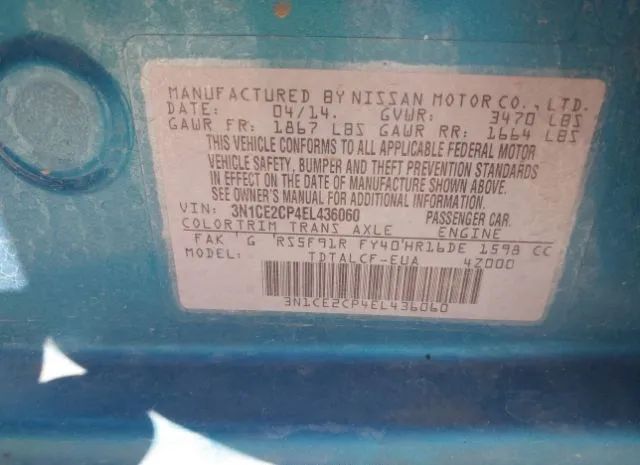 MANUFACTURED BY NISSAN MOTOR CO., LTD.
DATE: 04/14. GVWR: 3470 LBS
GAWR FR: 1867 LBS GAWR RR: 1664 LBS
THIS VEHICLE CONFORMS TO ALL APPLICABLE FEDERAL MOTOR
VEHICLE SAFETY, BUMPER AND THEFT PREVENTION STANDARDS
IN EFFECT ON THE DATE OF MANUFACTURE SHOWN ABOVE.
SEE OWNER'S MANUAL FOR ADDITIONAL INFORMATION.
VIN: 3N1CE2CP4EL436060 PASSENGER CAR.
COLOR TRIM TRANS AXLE ENGINE
FAK G RS5F91R FY40 HR16DE 1598 CC
MODEL: TDTALCF-EUA 4Z000
3N1CE2CP4EL436060